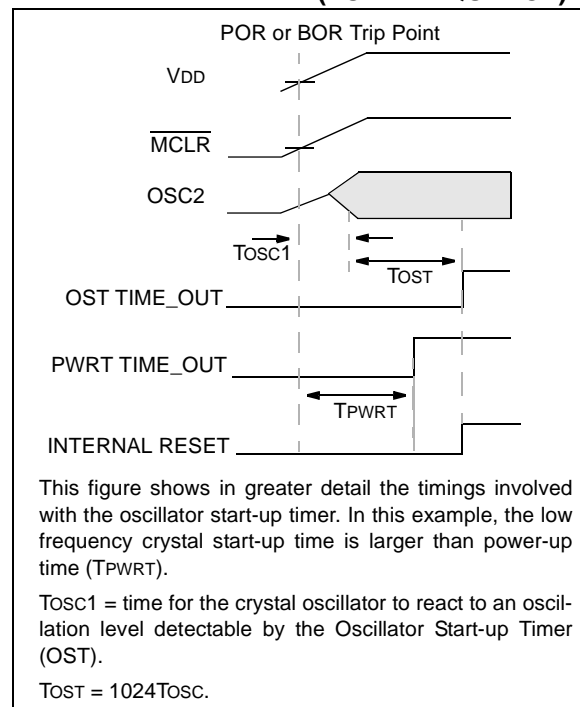 POR or BOR Trip Point
VDD
MCLR
OSC2
TOSC1
TOST
OST TIME_OUT
PWRT TIME_OUT
TPWRT
INTERNAL RESET
This figure shows in greater detail the timings involved
with the oscillator start-up timer. In this example, the low
frequency crystal start-up time is larger than power-up
time (TPWRT).
TOSC1 = time for the crystal oscillator to react to an oscil-
lation level detectable by the Oscillator Start-up Timer
(OST).
TOST = 1024TOSC.